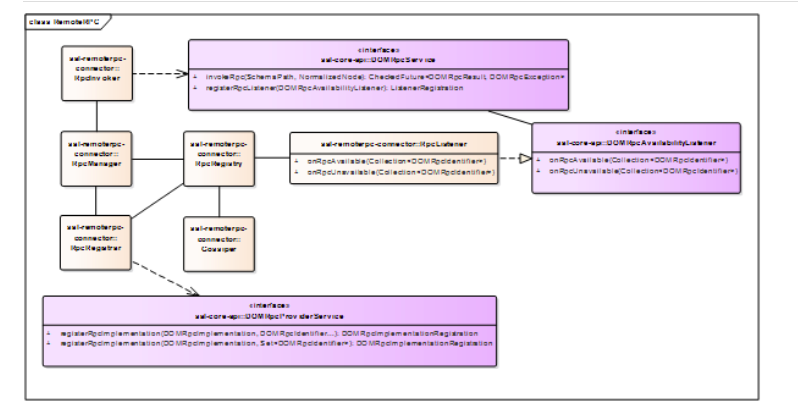 class RemoteRPC
sal-remoterpc-
connector::
RpcInvoker
«interface»
sal-core-api::DOMRpcService
+ invokeRpc(SchemaPath, NormalizedNode): CheckedFuture<DOMRpcResult, DOMRpcException>
+ registerRpcListener(DOMRpcAvailabilityListener): ListenerRegistration
sal-remoterpc-
connector::
RpcManager
sal-remoterpc-
connector::
RpcRegistry
sal-remoterpc-connector::RpcListener
+ onRpcAvailable(Collection<DOMRpcIdentifier>)
+ onRpcUnavailable(Collection<DOMRpcIdentifier>)
«interface»
sal-core-api::DOMRpcAvailabilityListener
+ onRpcAvailable(Collection<DOMRpcIdentifier>)
+ onRpcUnavailable(Collection<DOMRpcIdentifier>)
sal-remoterpc-
connector::
RpcRegistrar
sal-remoterpc-
connector::
Gossiper
«interface»
sal-core-api::DOMRpcProviderService
+ registerRpcImplementation(DOMRpcImplementation, DOMRpcIdentifier...): DOMRpcImplementationRegistration
+ registerRpcImplementation(DOMRpcImplementation, Set<DOMRpcIdentifier>): DOMRpcImplementationRegistration